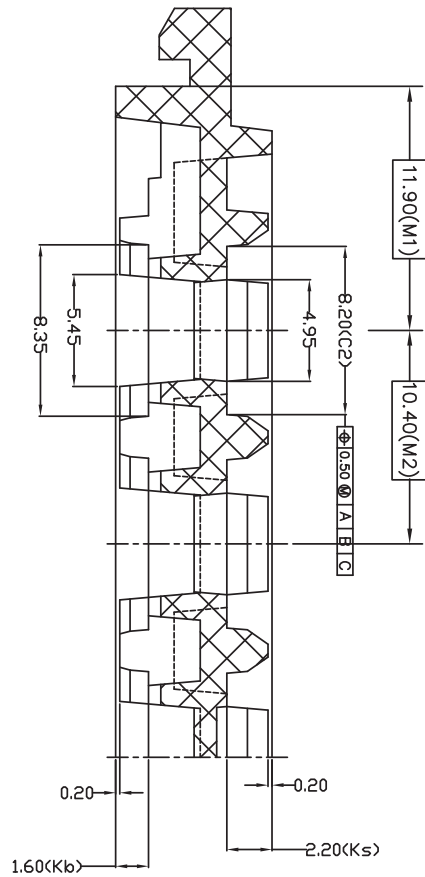 11.90(M1)
8.20(C2)
4.95
5.45
8.35
10.40(M2)
⌖ 0.50 Ⓜ A B C
0.20
0.20
2.20(Ks)
1.60(Kb)